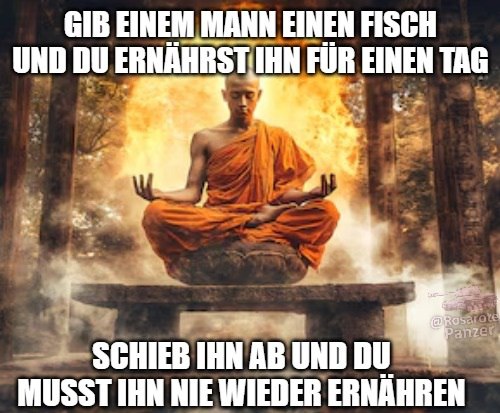 GIB EINEM MANN EINEN FISCH
UND DU ERNÄHRST IHN FÜR EINEN TAG
@Rosarote
Panzer
SCHIEB IHN AB UND DU
MUSST IHN NIE WIEDER ERNÄHREN